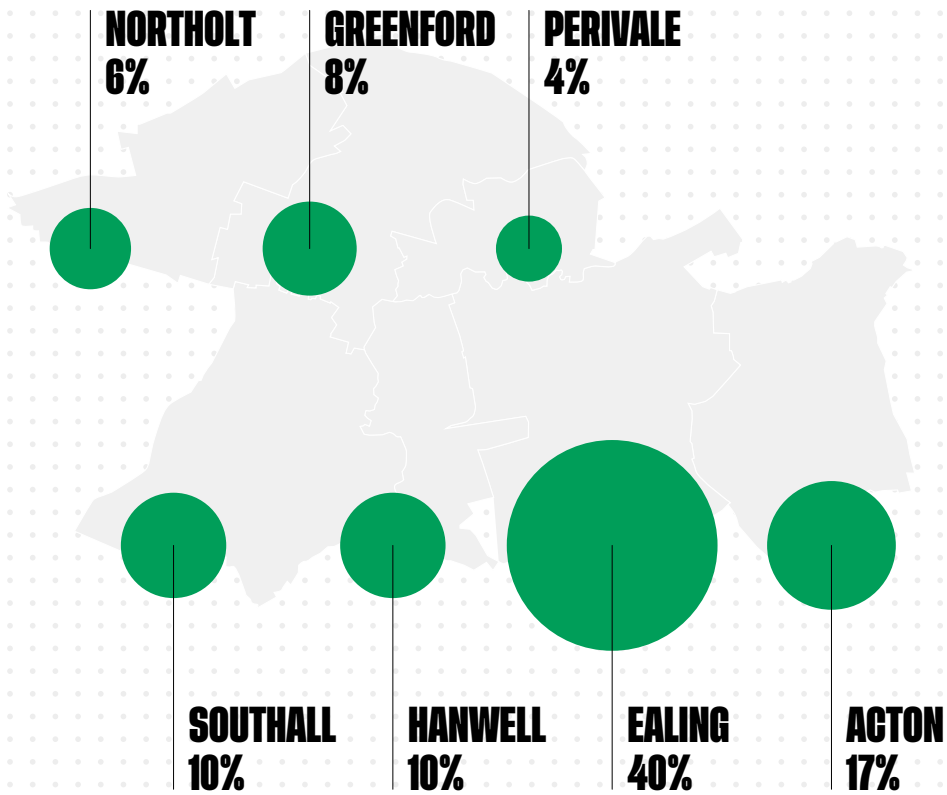 NORTHOLT
6%
GREENFORD
8%
PERIVALE
4%
SOUTHALL
10%
HANWELL
10%
EALING
40%
ACTON
17%